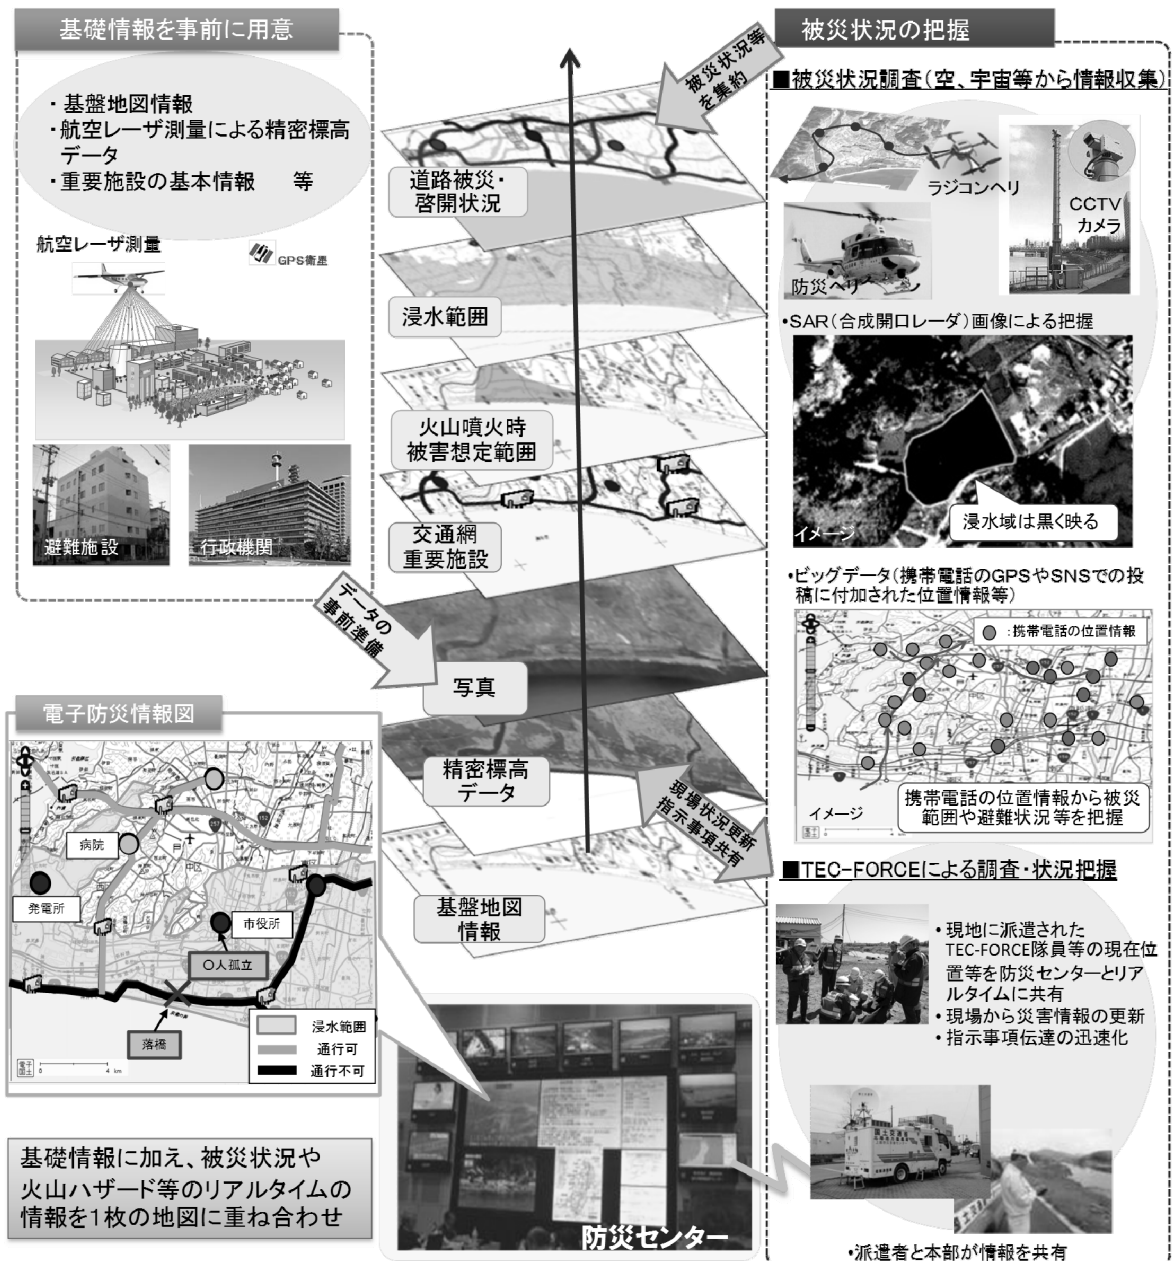 基礎情報を事前に用意
・基盤地図情報
・航空レーザ測量による精密標高
データ
・重要施設の基本情報 等
航空レーザ測量
GPS衛星
避難施設
行政機関
データの
事前準備
被災状況等
を集約
道路被災・
啓開状況
浸水範囲
火山噴火時
被害想定範囲
交通網
重要施設
写真
精密標高
データ
基盤地図
情報
現場状況更新
指示事項共有
被災状況の把握
■被災状況調査(空、宇宙等から情報収集)
ラジコンヘリ
CCTV
カメラ
防災ヘリ
・SAR(合成開口レーダ)画像による把握
浸水域は黒く映る
イメージ
・ビッグデータ(携帯電話のGPSやSNSでの投
稿に付加された位置情報等)
:携帯電話の位置情報
イメージ
携帯電話の位置情報から被災
範囲や避難状況等を把握
■TEC-FORCEによる調査・状況把握
・現地に派遣された
TEC-FORCE隊員等の現在位
置等を防災センターとリア
ルタイムに共有
・現場から災害情報の更新
・指示事項伝達の迅速化
・派遣者と本部が情報を共有
電子防災情報図
病院
発電所
市役所
〇人孤立
落橋
浸水範囲
通行可
通行不可
電子
国土
0 4 km
基礎情報に加え、被災状況や
火山ハザード等のリアルタイムの
情報を1枚の地図に重ね合わせ
防災センター